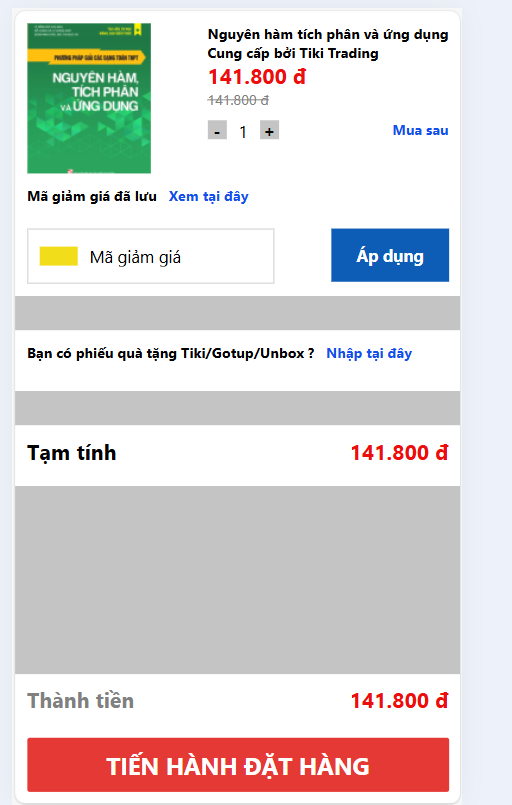 PHƯƠNG PHÁP GIẢI CÁC DẠNG TOÁN THPT
NGUYÊN HÀM,
TÍCH PHÂN
VÀ ỨNG DỤNG
Nguyên hàm tích phân và ứng dụng
Cung cấp bởi Tiki Trading
141.800 đ
141.800 đ
- 1 + Mua sau
Mã giảm giá đã lưu Xem tại đây
Mã giảm giá Áp dụng
Bạn có phiếu quà tặng Tiki/Gotup/Unbox ? Nhập tại đây
Tạm tính 141.800 đ
Thành tiền 141.800 đ
TIẾN HÀNH ĐẶT HÀNG